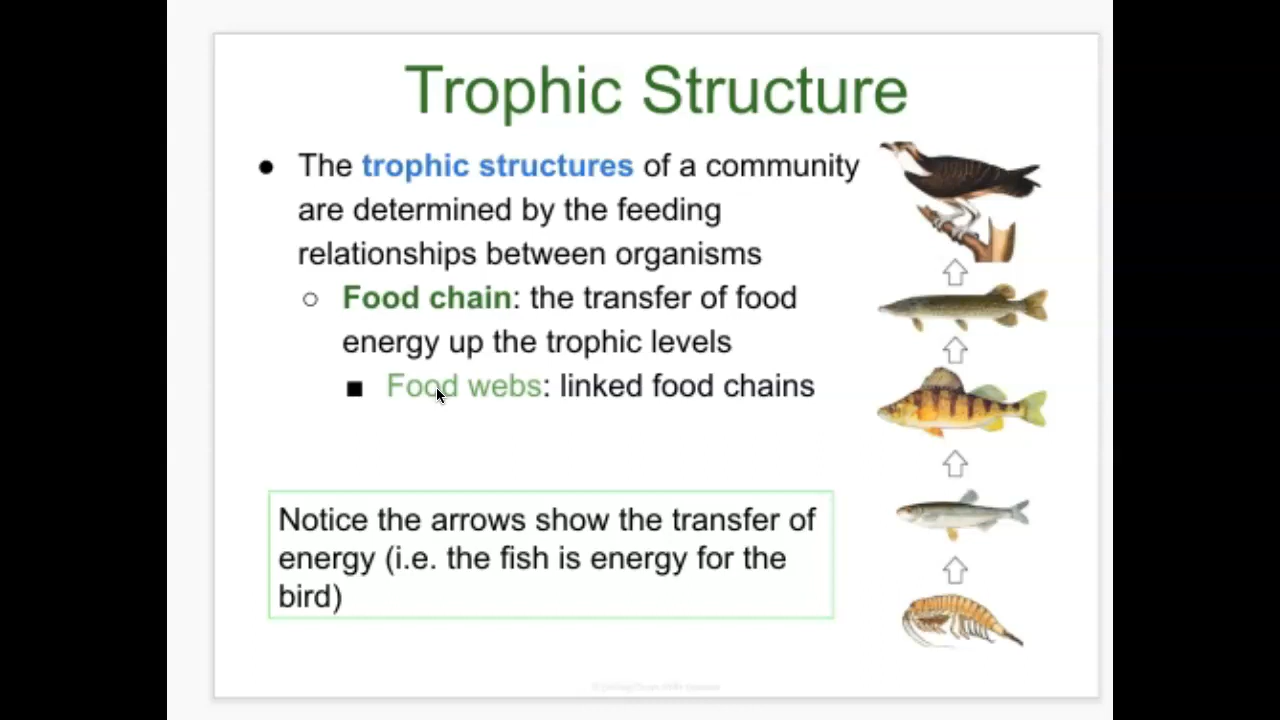 Trophic Structure
● The trophic structures of a community
are determined by the feeding
relationships between organisms
○ Food chain: the transfer of food
energy up the trophic levels
■ Food webs: linked food chains
Notice the arrows show the transfer of
energy (i.e. the fish is energy for the
bird)